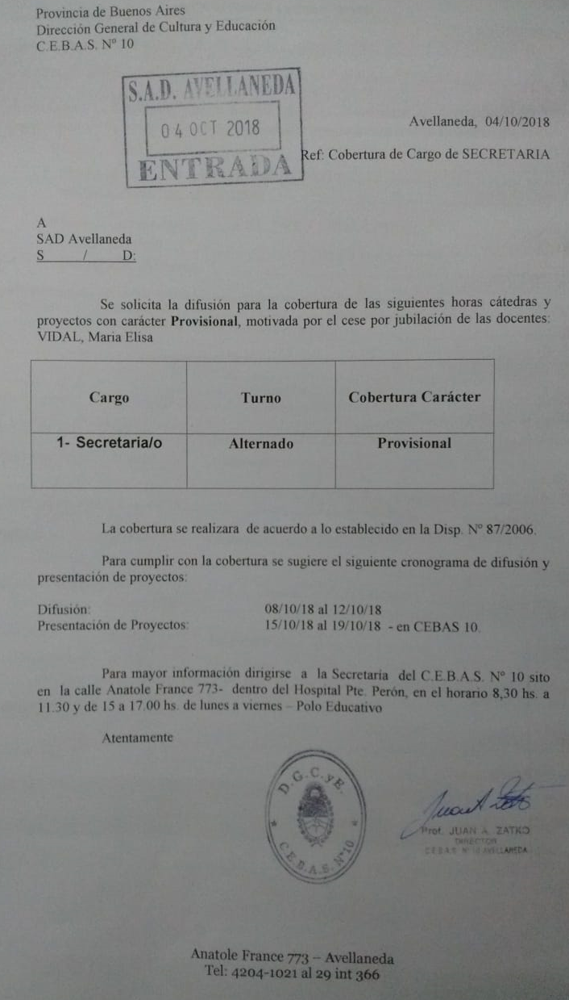 Provincia de Buenos Aires
Dirección General de Cultura y Educación
C.E.B.A.S. Nº 10
S.A.D. AVELLANEDA
04 OCT 2018
ENTRADA
Avellaneda, 04/10/2018
Ref: Cobertura de Cargo de SECRETARIA
A
SAD Avellaneda
S / D:
Se solicita la difusión para la cobertura de las siguientes horas cátedras y
proyectos con carácter Provisional, motivada por el cese por jubilación de las docentes:
VIDAL, Maria Elisa
Cargo Turno Cobertura Carácter
1- Secretaria/o Alternado Provisional
La cobertura se realizara de acuerdo a lo establecido en la Disp. Nº 87/2006.
Para cumplir con la cobertura se sugiere el siguiente cronograma de difusión y
presentación de proyectos:
Difusión: 08/10/18 al 12/10/18
Presentación de Proyectos: 15/10/18 al 19/10/18 - en CEBAS 10.
Para mayor información dirigirse a la Secretaria del C.E.B.A.S. Nº 10 sito
en la calle Anatole France 773- dentro del Hospital Pte. Perón, en el horario 8,30 hs. a
11.30 y de 15 a 17.00 hs. de lunes a viernes – Polo Educativo
Atentamente
D.G.C.yE.
C.E.B.A.S. Nº10
Prof. JUAN A. ZATKO
DIRECTOR
CEBAS Nº 10 AVELLANEDA
Anatole France 773 – Avellaneda
Tel: 4204-1021 al 29 int 366